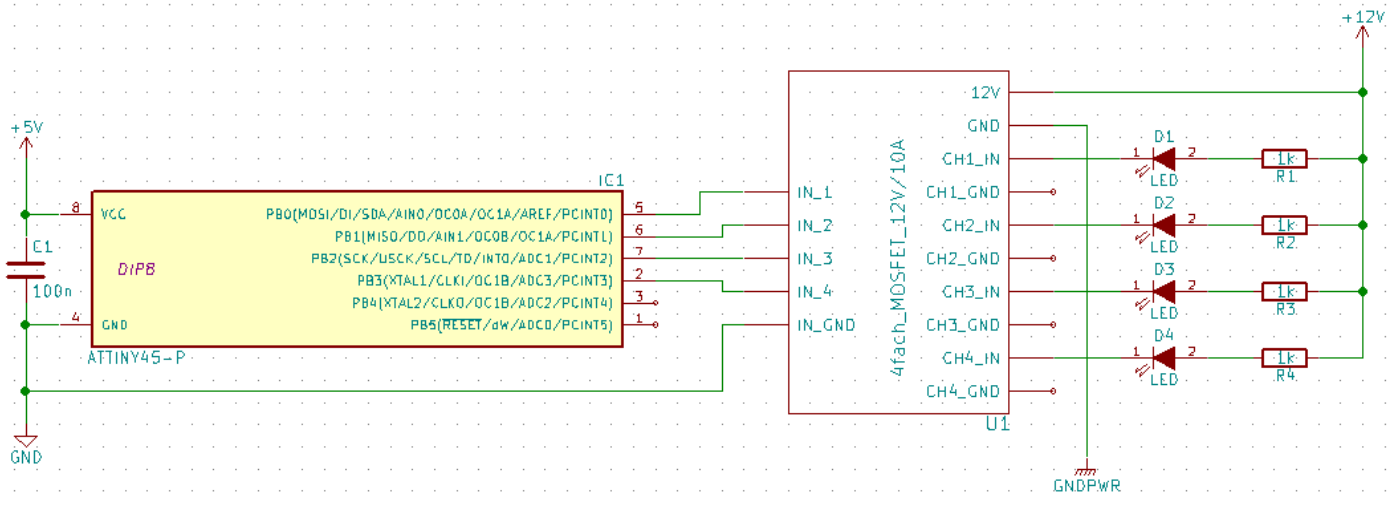 +12V
12V
+5V
GND
D1
CH1_IN
1
2
1k
LED
R1
IC1
CH1_GND
IN_1
8
VCC
PB0(MOSI/DI/SDA/AIN0/OC0A/OC1A/AREF/PCINT0)
5
D2
PB1(MISO/DO/AIN1/OC0B/OC1A/PCINT1)
6
IN_2
CH2_IN
1
2
1k
LED
R2
C1
PB2(SCK/USCK/SCL/T0/INT0/ADC1/PCINT2)
7
IN_3
CH2_GND
DIP8
D3
100n
PB3(XTAL1/CLKI/OC1B/ADC3/PCINT3)
2
IN_4
CH3_IN
1
2
1k
LED
R3
PB4(XTAL2/CLKO/OC1B/ADC2/PCINT4)
3
4
GND
PB5(RESET/dW/ADC0/PCINT5)
1
IN_GND
CH3_GND
D4
ATTINY45-P
4fach_MOSFET_12V/10A
CH4_IN
1
2
1k
LED
R4
CH4_GND
U1
GND
GNDPWR